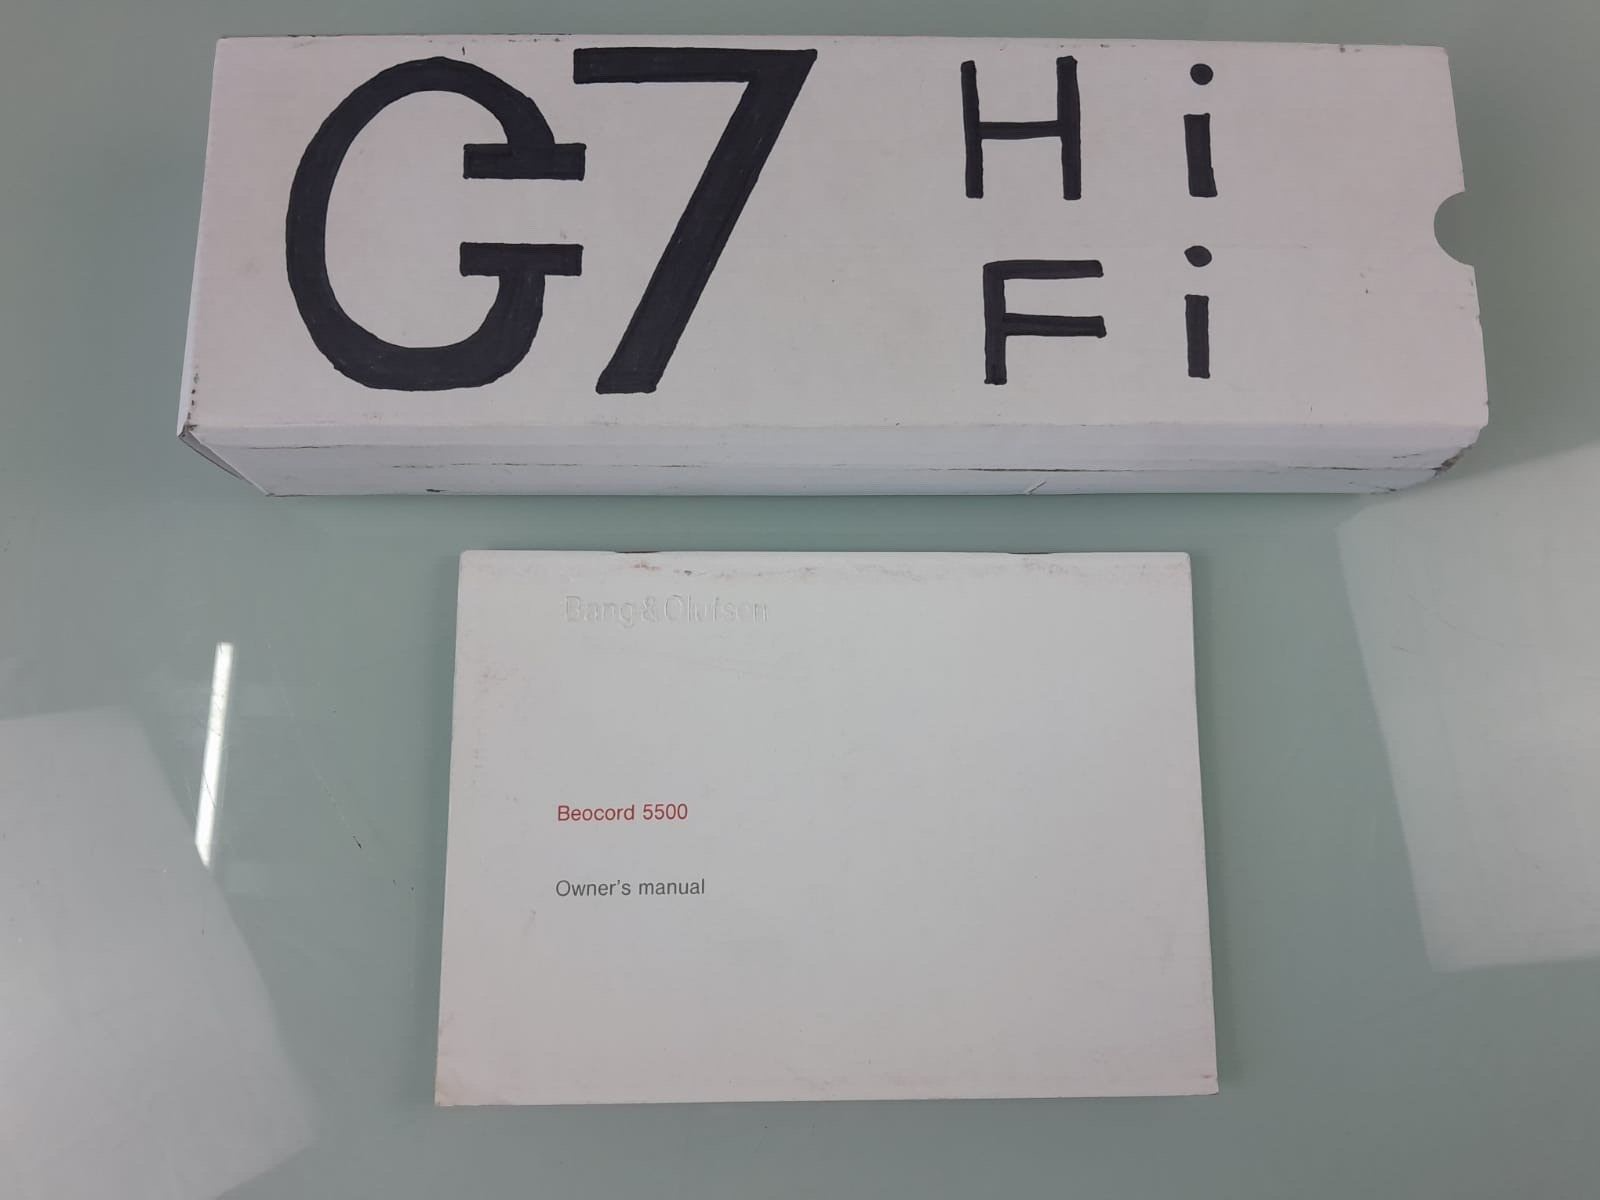 G7 Hi
Fi
Bang & Olufsen
Beocord 5500
Owner's manual